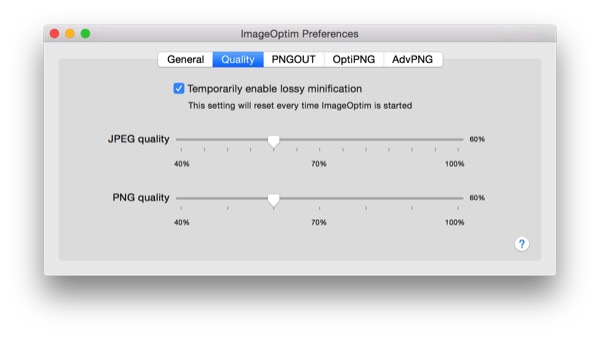 ImageOptim Preferences
General Quality PNGOUT OptiPNG AdvPNG
Temporarily enable lossy minification
This setting will reset every time ImageOptim is started
JPEG quality 60%
40% 70% 100%
PNG quality 60%
40% 70% 100%
?